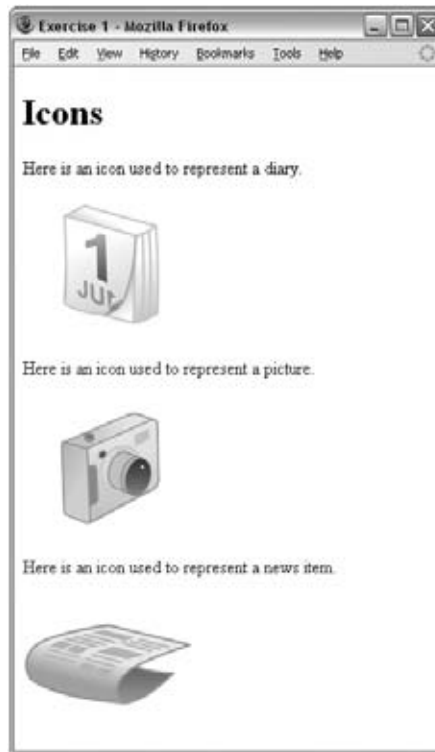 Exercise 1 - Mozilla Firefox
File Edit View History Bookmarks Tools Help
Icons
Here is an icon used to represent a diary.
1
JUL
Here is an icon used to represent a picture.
Here is an icon used to represent a news item.